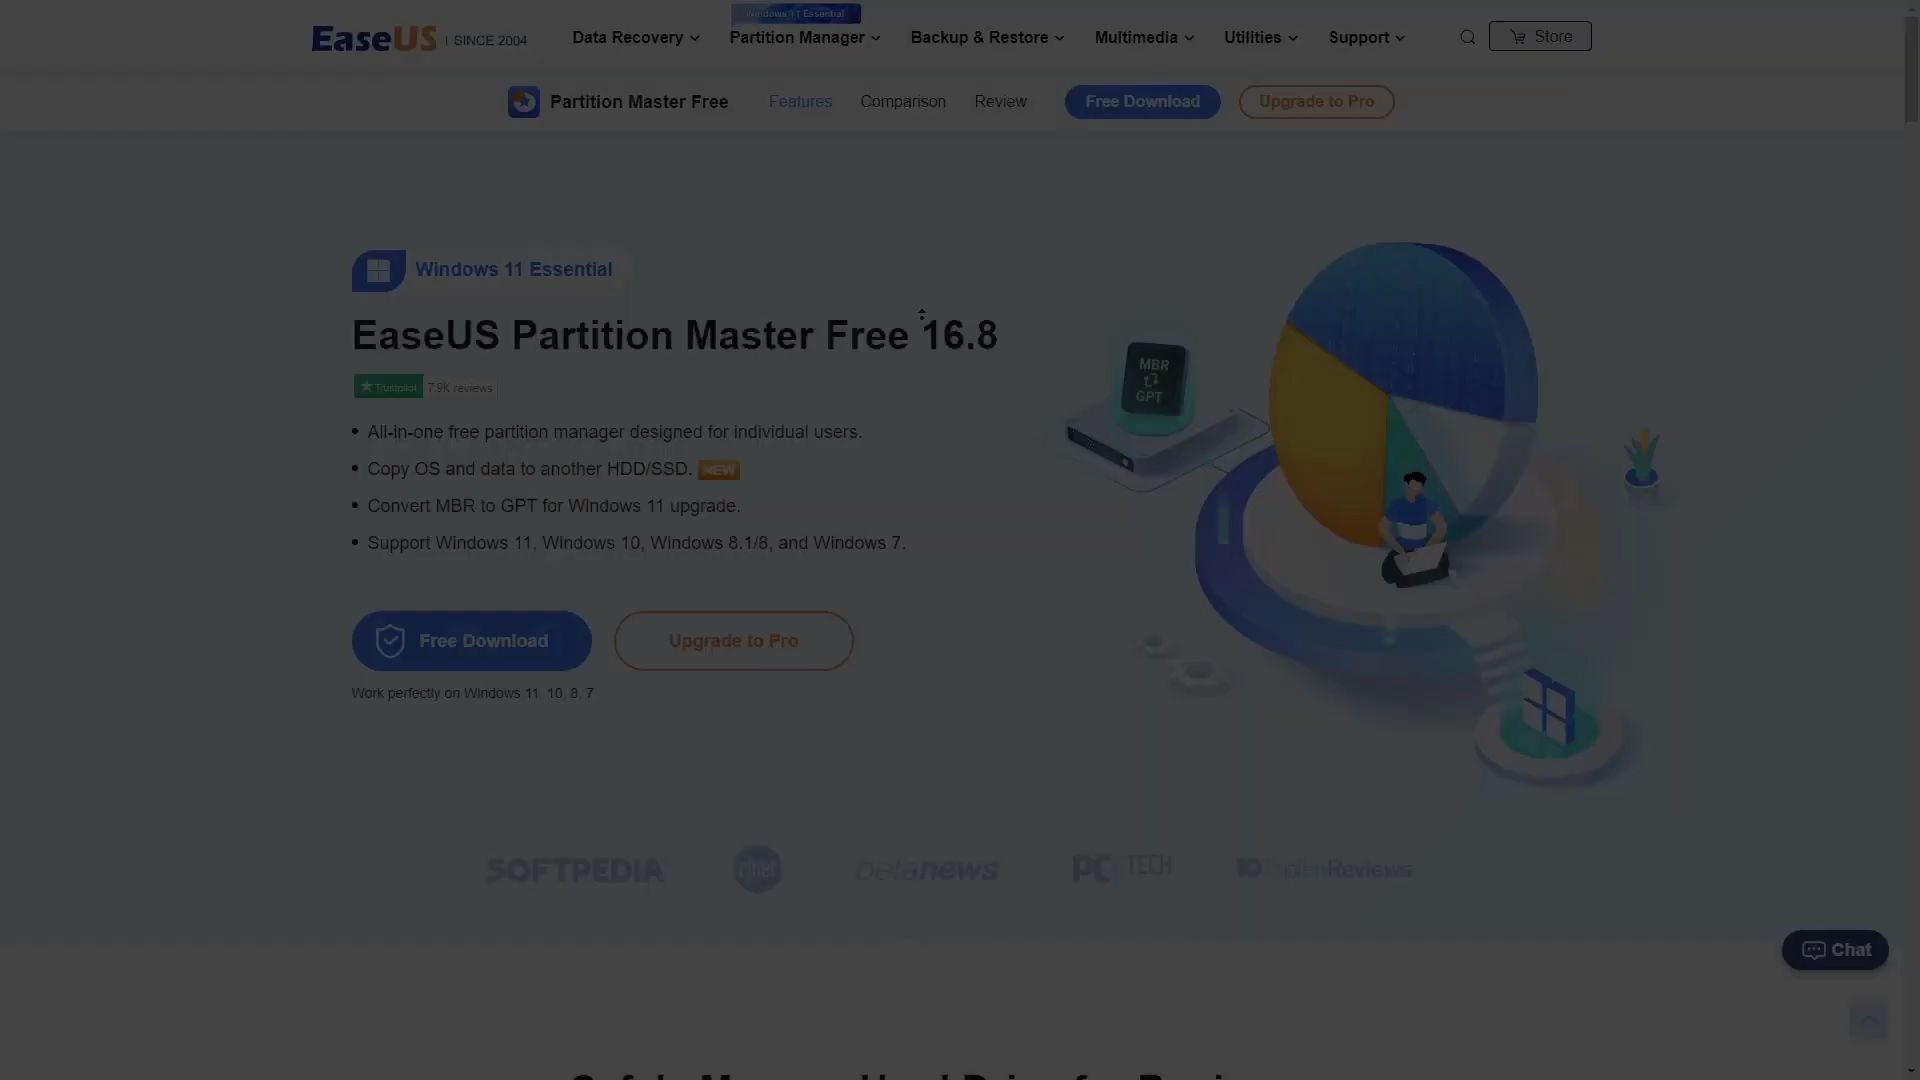 Windows 11 Essential
EaseUS | SINCE 2004
Data Recovery
Partition Manager
Backup & Restore
Multimedia
Utilities
Support
Store
Partition Master Free
Features
Comparison
Review
Free Download
Upgrade to Pro
Windows 11 Essential
EaseUS Partition Master Free 16.8
Trustpilot 7.9K reviews
• All-in-one free partition manager designed for individual users.
• Copy OS and data to another HDD/SSD. NEW
• Convert MBR to GPT for Windows 11 upgrade.
• Support Windows 11, Windows 10, Windows 8.1/8, and Windows 7.
MBR
GPT
Free Download
Upgrade to Pro
Work perfectly on Windows 11, 10, 8, 7
SOFTPEDIA
cnet
betanews
TECH
TopTenReviews
Chat